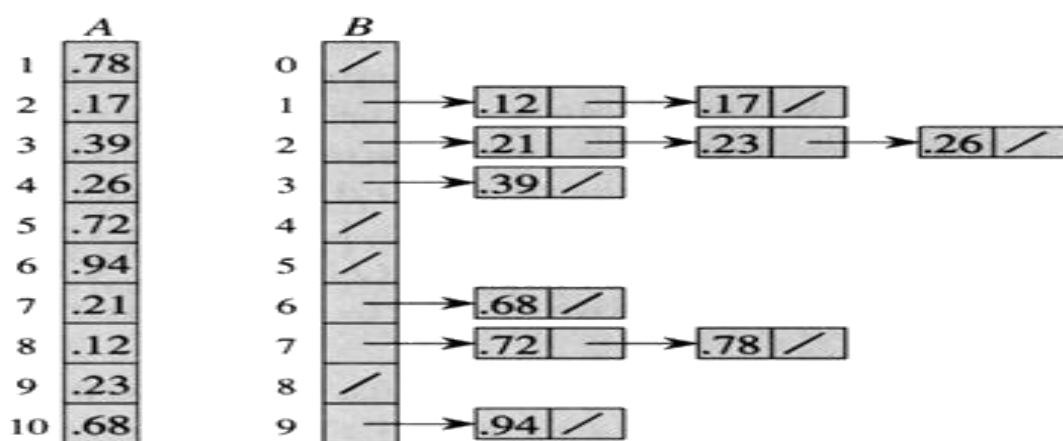 A B
1 .78 0
2 .17 1 .12 .17
3 .39 2 .21 .23 .26
4 .26 3 .39
5 .72 4
6 .94 5
7 .21 6 .68
8 .12 7 .72 .78
9 .23 8
10 .68 9 .94